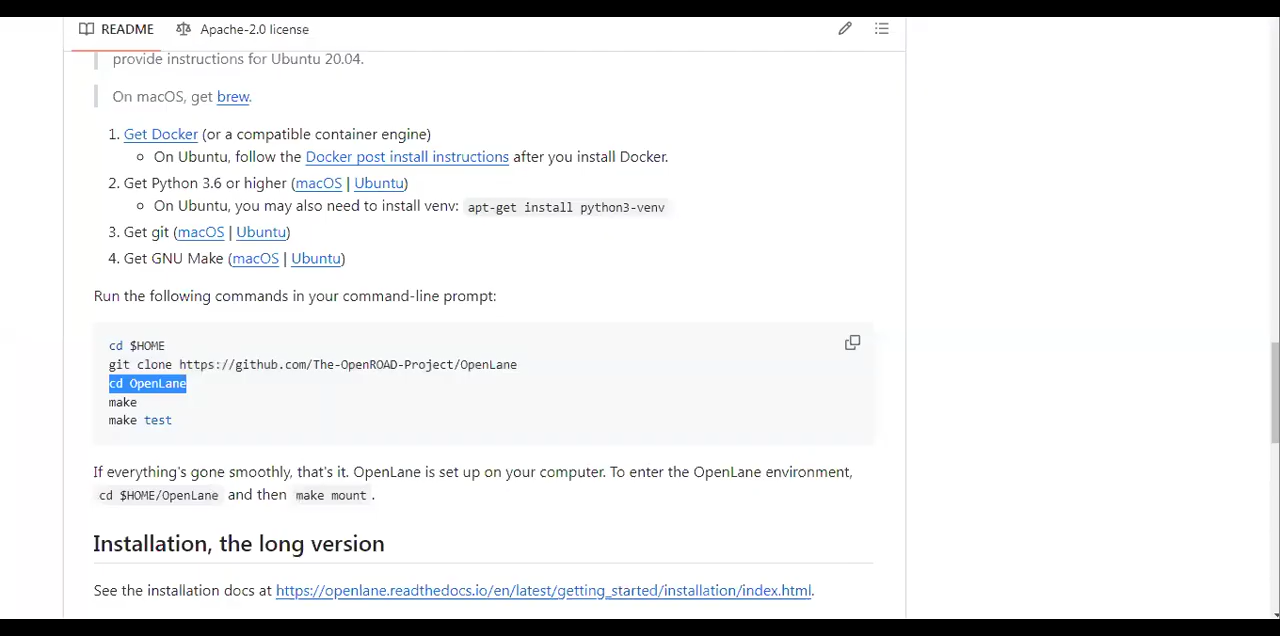 README Apache-2.0 license
provide instructions for Ubuntu 20.04.
On macOS, get brew.
1. Get Docker (or a compatible container engine)
On Ubuntu, follow the Docker post install instructions after you install Docker.
2. Get Python 3.6 or higher (macOS | Ubuntu)
On Ubuntu, you may also need to install venv: apt-get install python3-venv
3. Get git (macOS | Ubuntu)
4. Get GNU Make (macOS | Ubuntu)
Run the following commands in your command-line prompt:
cd $HOME
git clone https://github.com/The-OpenROAD-Project/OpenLane
cd OpenLane
make
make test
If everything's gone smoothly, that's it. OpenLane is set up on your computer. To enter the OpenLane environment,
cd $HOME/OpenLane and then make mount.
Installation, the long version
See the installation docs at https://openlane.readthedocs.io/en/latest/getting_started/installation/index.html.